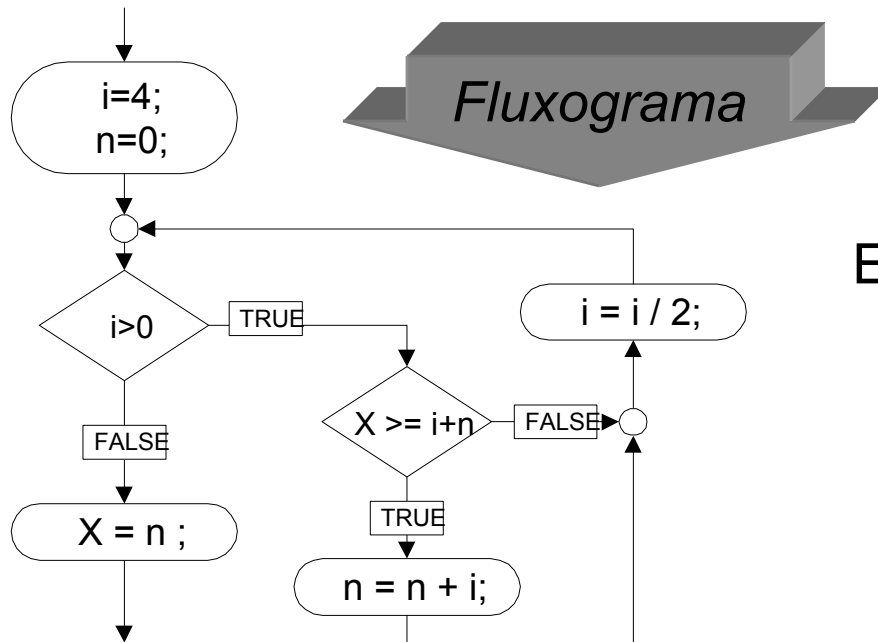 i=4;
n=0;
Fluxograma
E
i>0
TRUE
i = i / 2;
X >= i+n
FALSE
FALSE
TRUE
X = n ;
n = n + i;